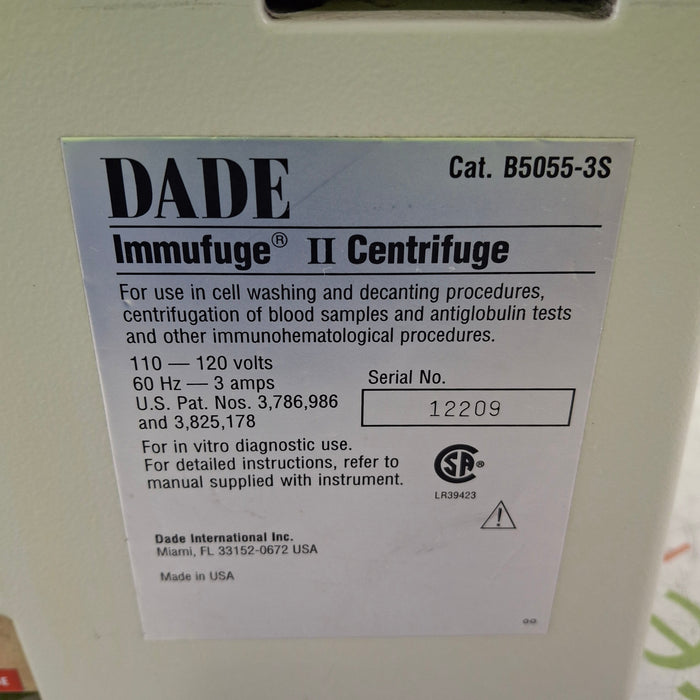 DADE
Cat. B5055-3S
Immufuge® II Centrifuge
For use in cell washing and decanting procedures,
centrifugation of blood samples and antiglobulin tests
and other immunohematological procedures.
110 — 120 volts
60 Hz — 3 amps
U.S. Pat. Nos. 3,786,986
and 3,825,178
Serial No.
12209
For in vitro diagnostic use.
For detailed instructions, refer to
manual supplied with instrument.
SA®
LR39423
Dade International Inc.
Miami, FL 33152-0672 USA
Made in USA